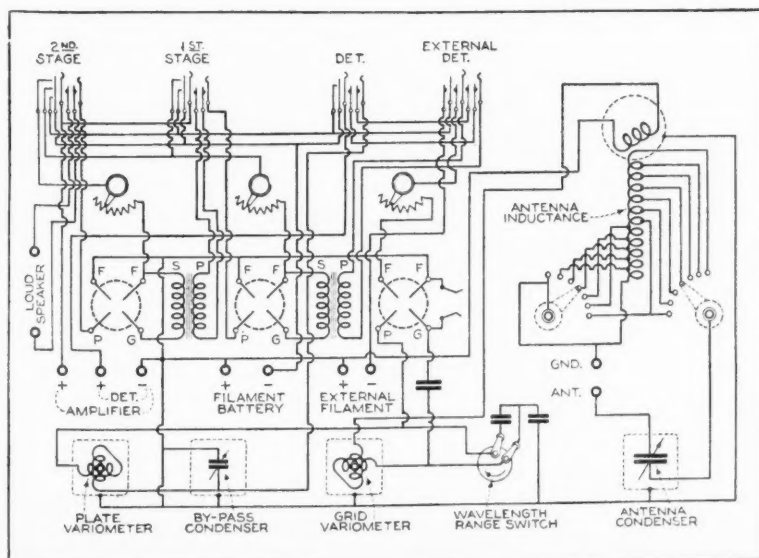 2ND.
STAGE
1ST.
STAGE
DET.
EXTERNAL
DET.
ANTENNA
INDUCTANCE
LOUD
SPEAKER
F F S P F F S P F F
P G P G P G
+ + - + - + -
DET.
AMPLIFIER
FILAMENT
BATTERY
EXTERNAL
FILAMENT
GND.
ANT.
PLATE
VARIOMETER
BY-PASS
CONDENSER
GRID
VARIOMETER
WAVELENGTH
RANGE SWITCH
ANTENNA
CONDENSER